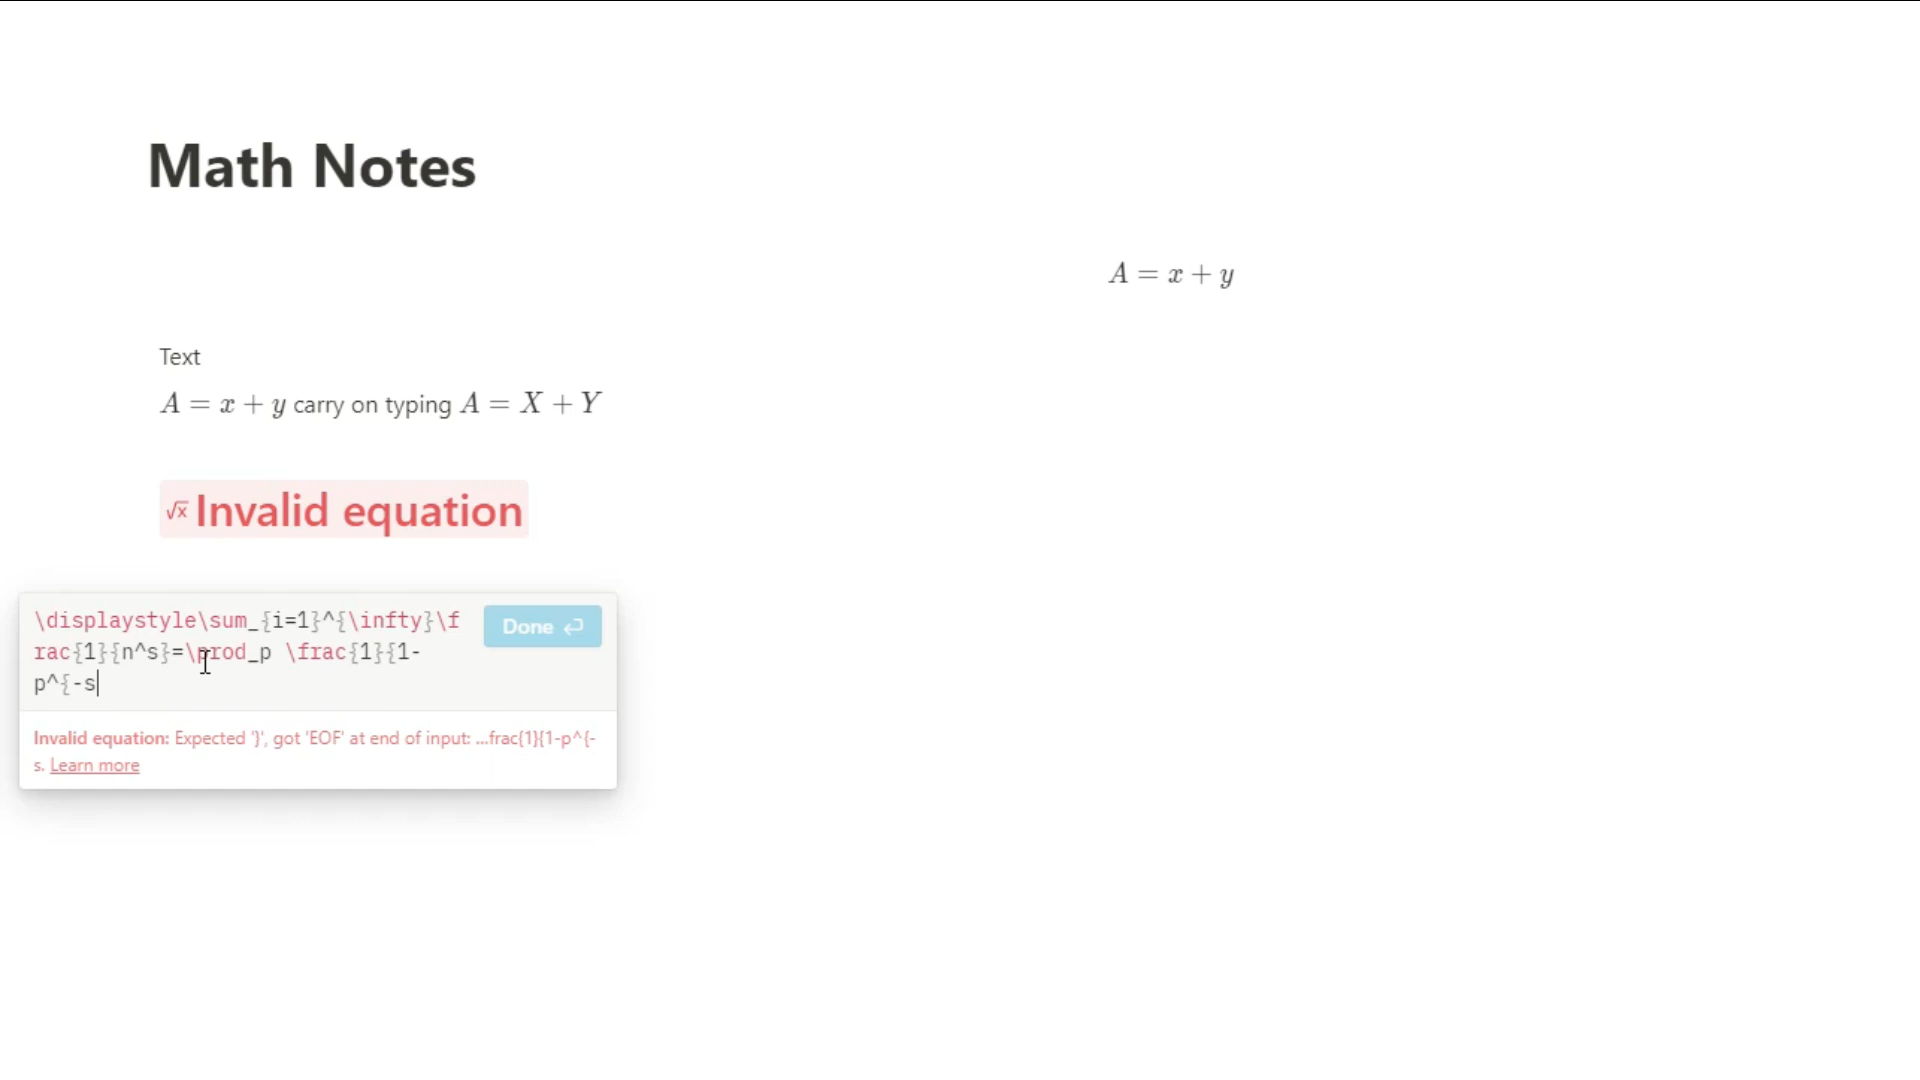 Math Notes
A = x + y
Text
A = x + y carry on typing A = X + Y
√x Invalid equation
\displaystyle\sum_{i=1}^{\infty}\f
rac{1}{n^s}=\prod_p \frac{1}{1-
p^{-s
Done
Invalid equation: Expected '}', got 'EOF' at end of input: …frac{1}{1-p^{-
s. Learn more